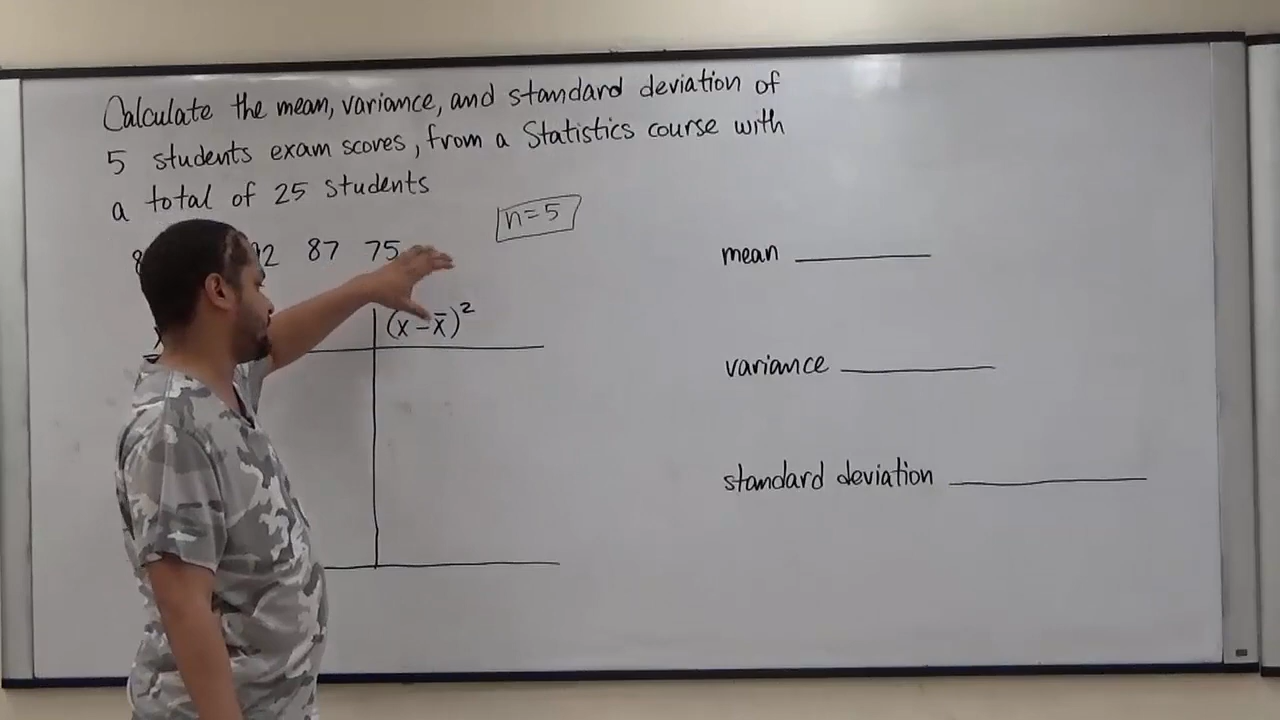 Calculate the mean, variance, and standard deviation of
5 students exam scores, from a Statistics course with
a total of 25 students
n=5
87 75
mean
(x-x̄)²
variance
standard deviation